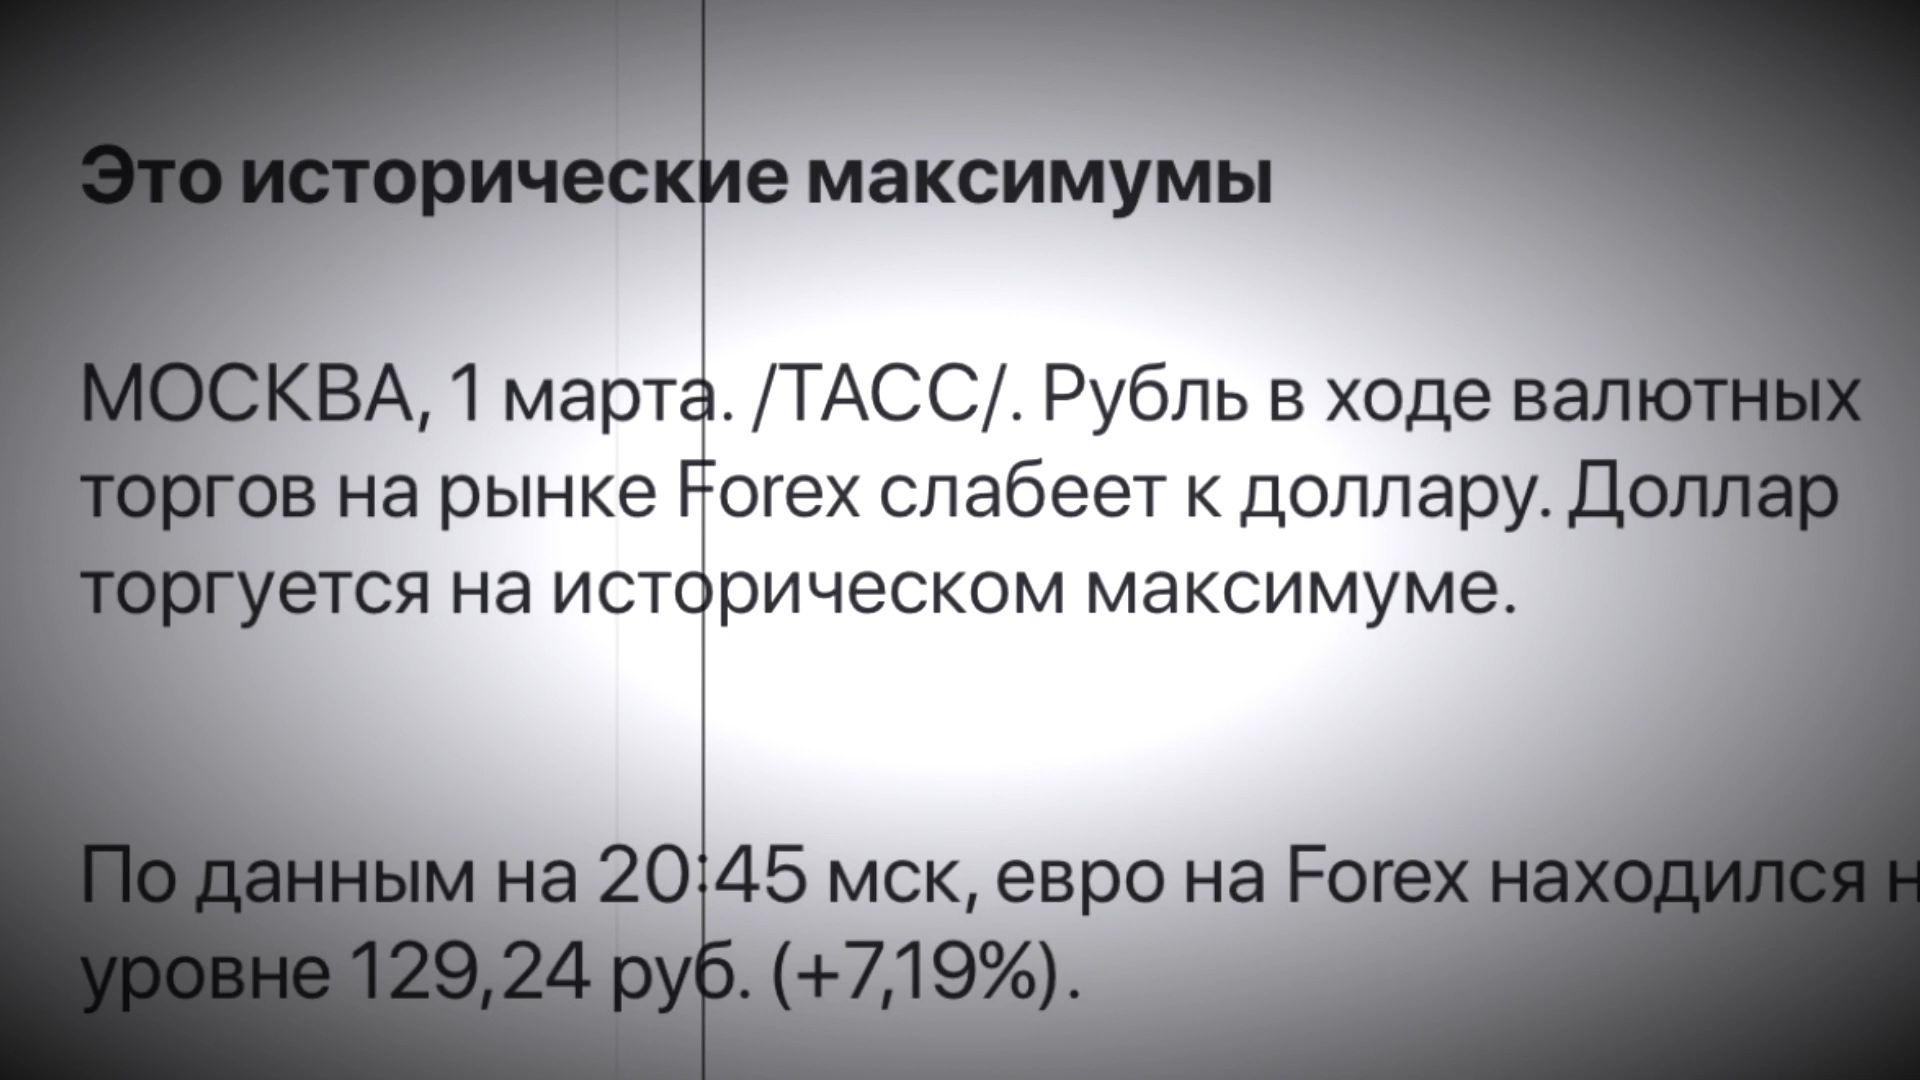 Это исторические максимумы
МОСКВА, 1 марта. /ТАСС/. Рубль в ходе валютных
торгов на рынке Forex слабеет к доллару. Доллар
торгуется на историческом максимуме.
По данным на 20:45 мск, евро на Forex находился
уровне 129,24 руб. (+7,19%).